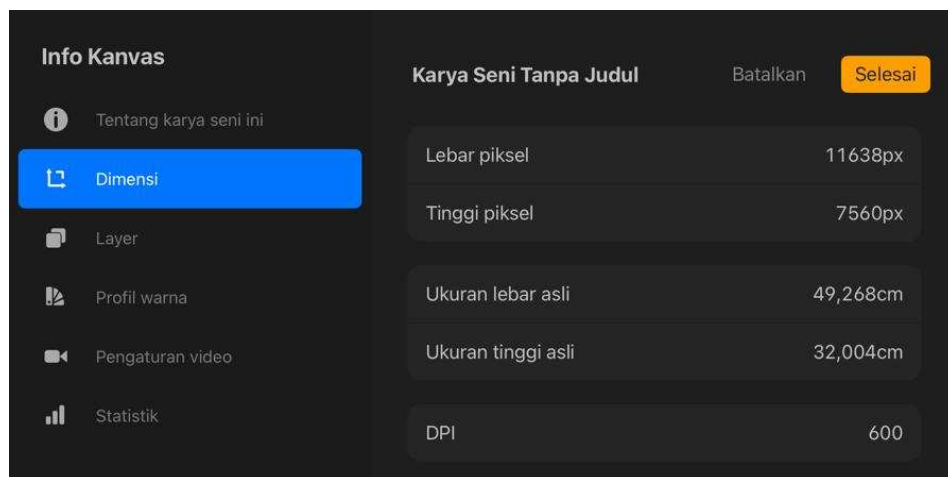 Info Kanvas
Tentang karya seni ini
Dimensi
Layer
Profil warna
Pengaturan video
Statistik
Karya Seni Tanpa Judul Batalkan Selesai
Lebar piksel 11638px
Tinggi piksel 7560px
Ukuran lebar asli 49,268cm
Ukuran tinggi asli 32,004cm
DPI 600